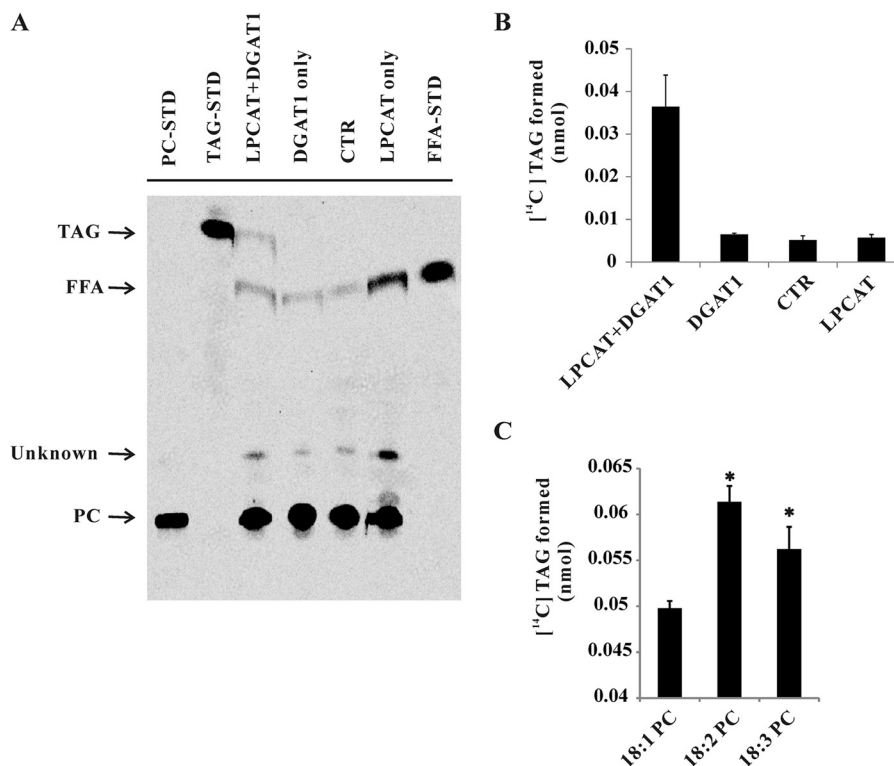 A
PC-STD
TAG-STD
LPCAT+DGAT1
DGAT1 only
CTR
LPCAT only
FFA-STD
TAG
FFA
Unknown
PC
B
[¹⁴C ] TAG formed
(nmol)
0.05
0.04
0.03
0.02
0.01
0
LPCAT+DGAT1
DGAT1
CTR
LPCAT
C
[¹⁴C] TAG formed
(nmol)
0.065
0.06
0.055
0.05
0.045
0.04
*
*
18:1 PC
18:2 PC
18:3 PC